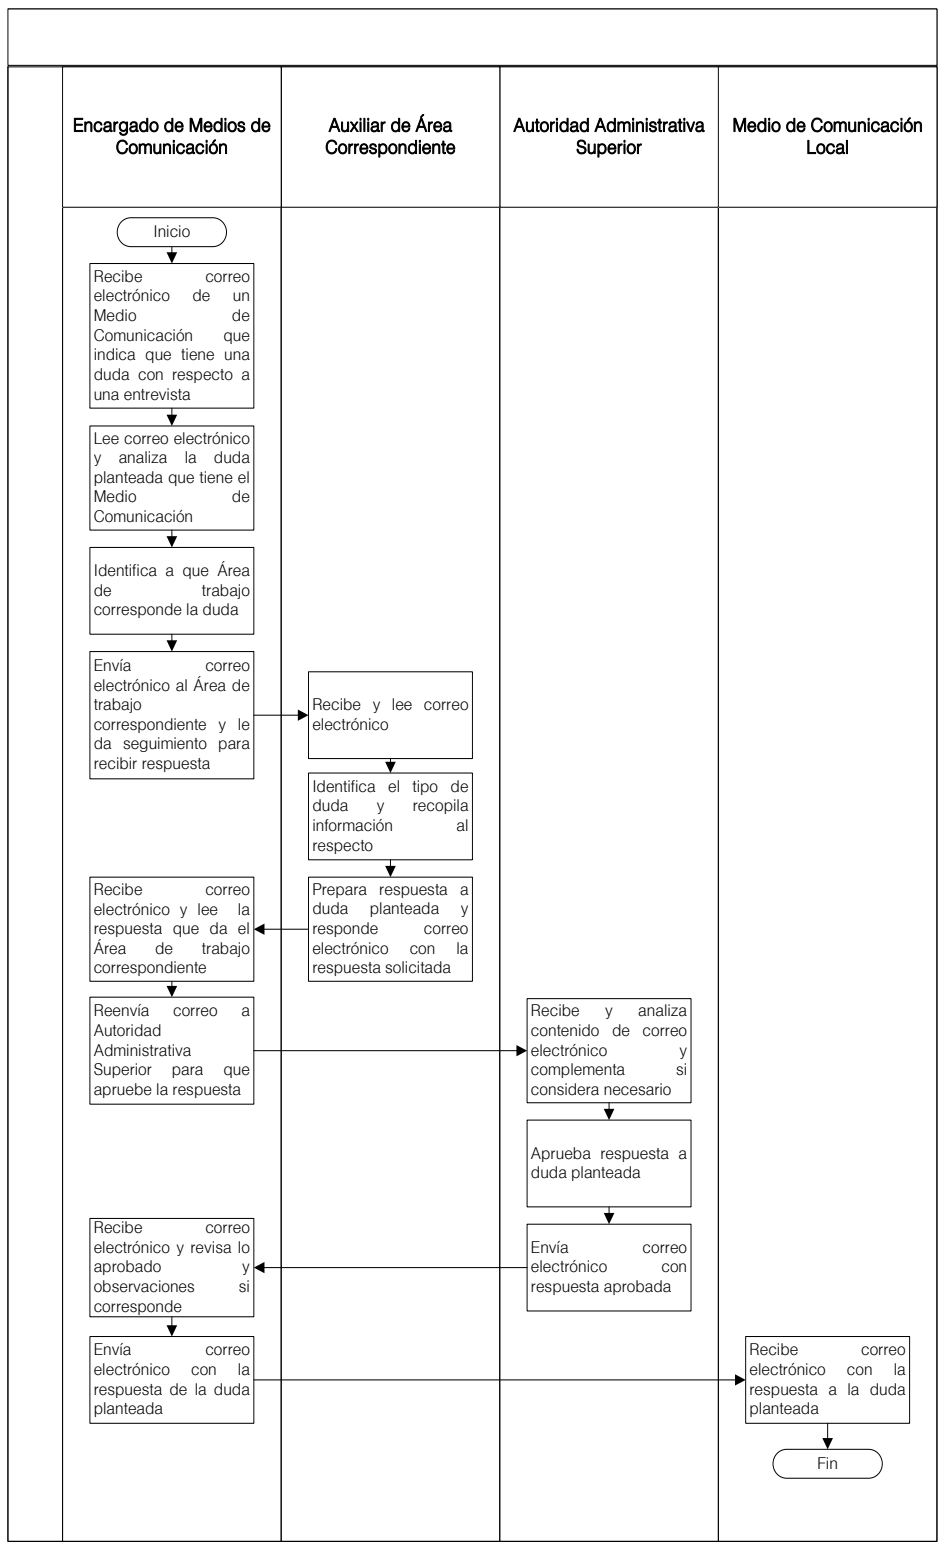 Encargado de Medios de
Comunicación
Auxiliar de Área
Correspondiente
Autoridad Administrativa
Superior
Medio de Comunicación
Local
Inicio
Recibe correo
electrónico de un
Medio de
Comunicación que
indica que tiene una
duda con respecto a
una entrevista
Lee correo electrónico
y analiza la duda
planteada que tiene el
Medio de
Comunicación
Identifica a que Área
de trabajo
corresponde la duda
Envía correo
electrónico al Área de
trabajo
correspondiente y le
da seguimiento para
recibir respuesta
Recibe y lee correo
electrónico
Identifica el tipo de
duda y recopila
información al
respecto
Prepara respuesta a
duda planteada y
responde correo
electrónico con la
respuesta solicitada
Recibe correo
electrónico y lee la
respuesta que da el
Área de trabajo
correspondiente
Reenvía correo a
Autoridad
Administrativa
Superior para que
apruebe la respuesta
Recibe y analiza
contenido de correo
electrónico y
complementa si
considera necesario
Aprueba respuesta a
duda planteada
Envía correo
electrónico con
respuesta aprobada
Recibe correo
electrónico y revisa lo
aprobado y
observaciones si
corresponde
Envía correo
electrónico con la
respuesta de la duda
planteada
Recibe correo
electrónico con la
respuesta a la duda
planteada
Fin